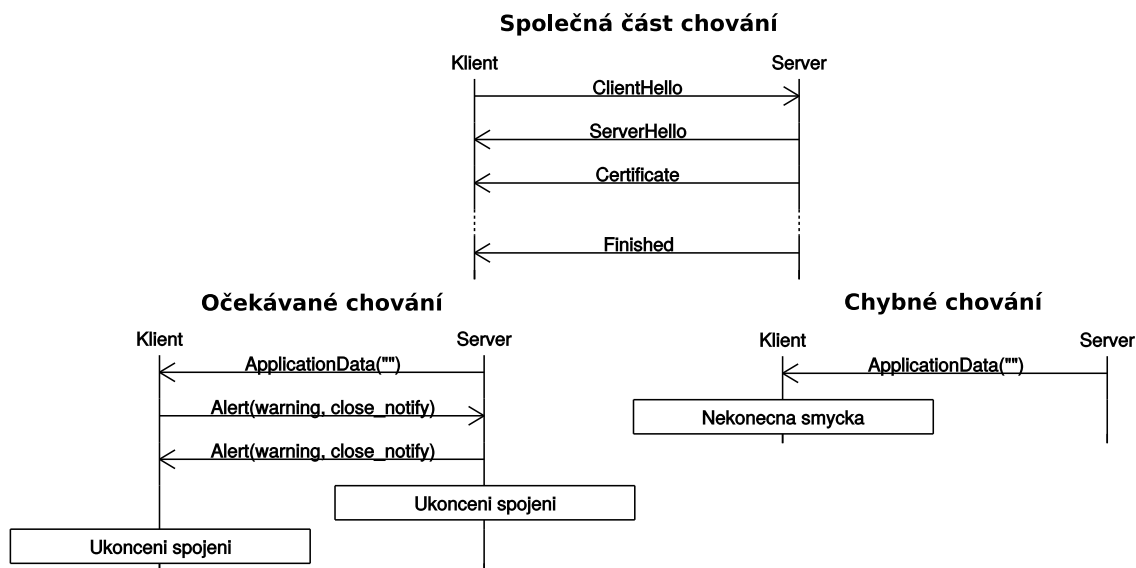 Společná část chování
Klient Server
ClientHello
ServerHello
Certificate
Finished
Očekávané chování
Klient Server
ApplicationData("")
Alert(warning, close_notify)
Alert(warning, close_notify)
Ukonceni spojeni
Ukonceni spojeni
Chybné chování
Klient Server
ApplicationData("")
Nekonecna smycka